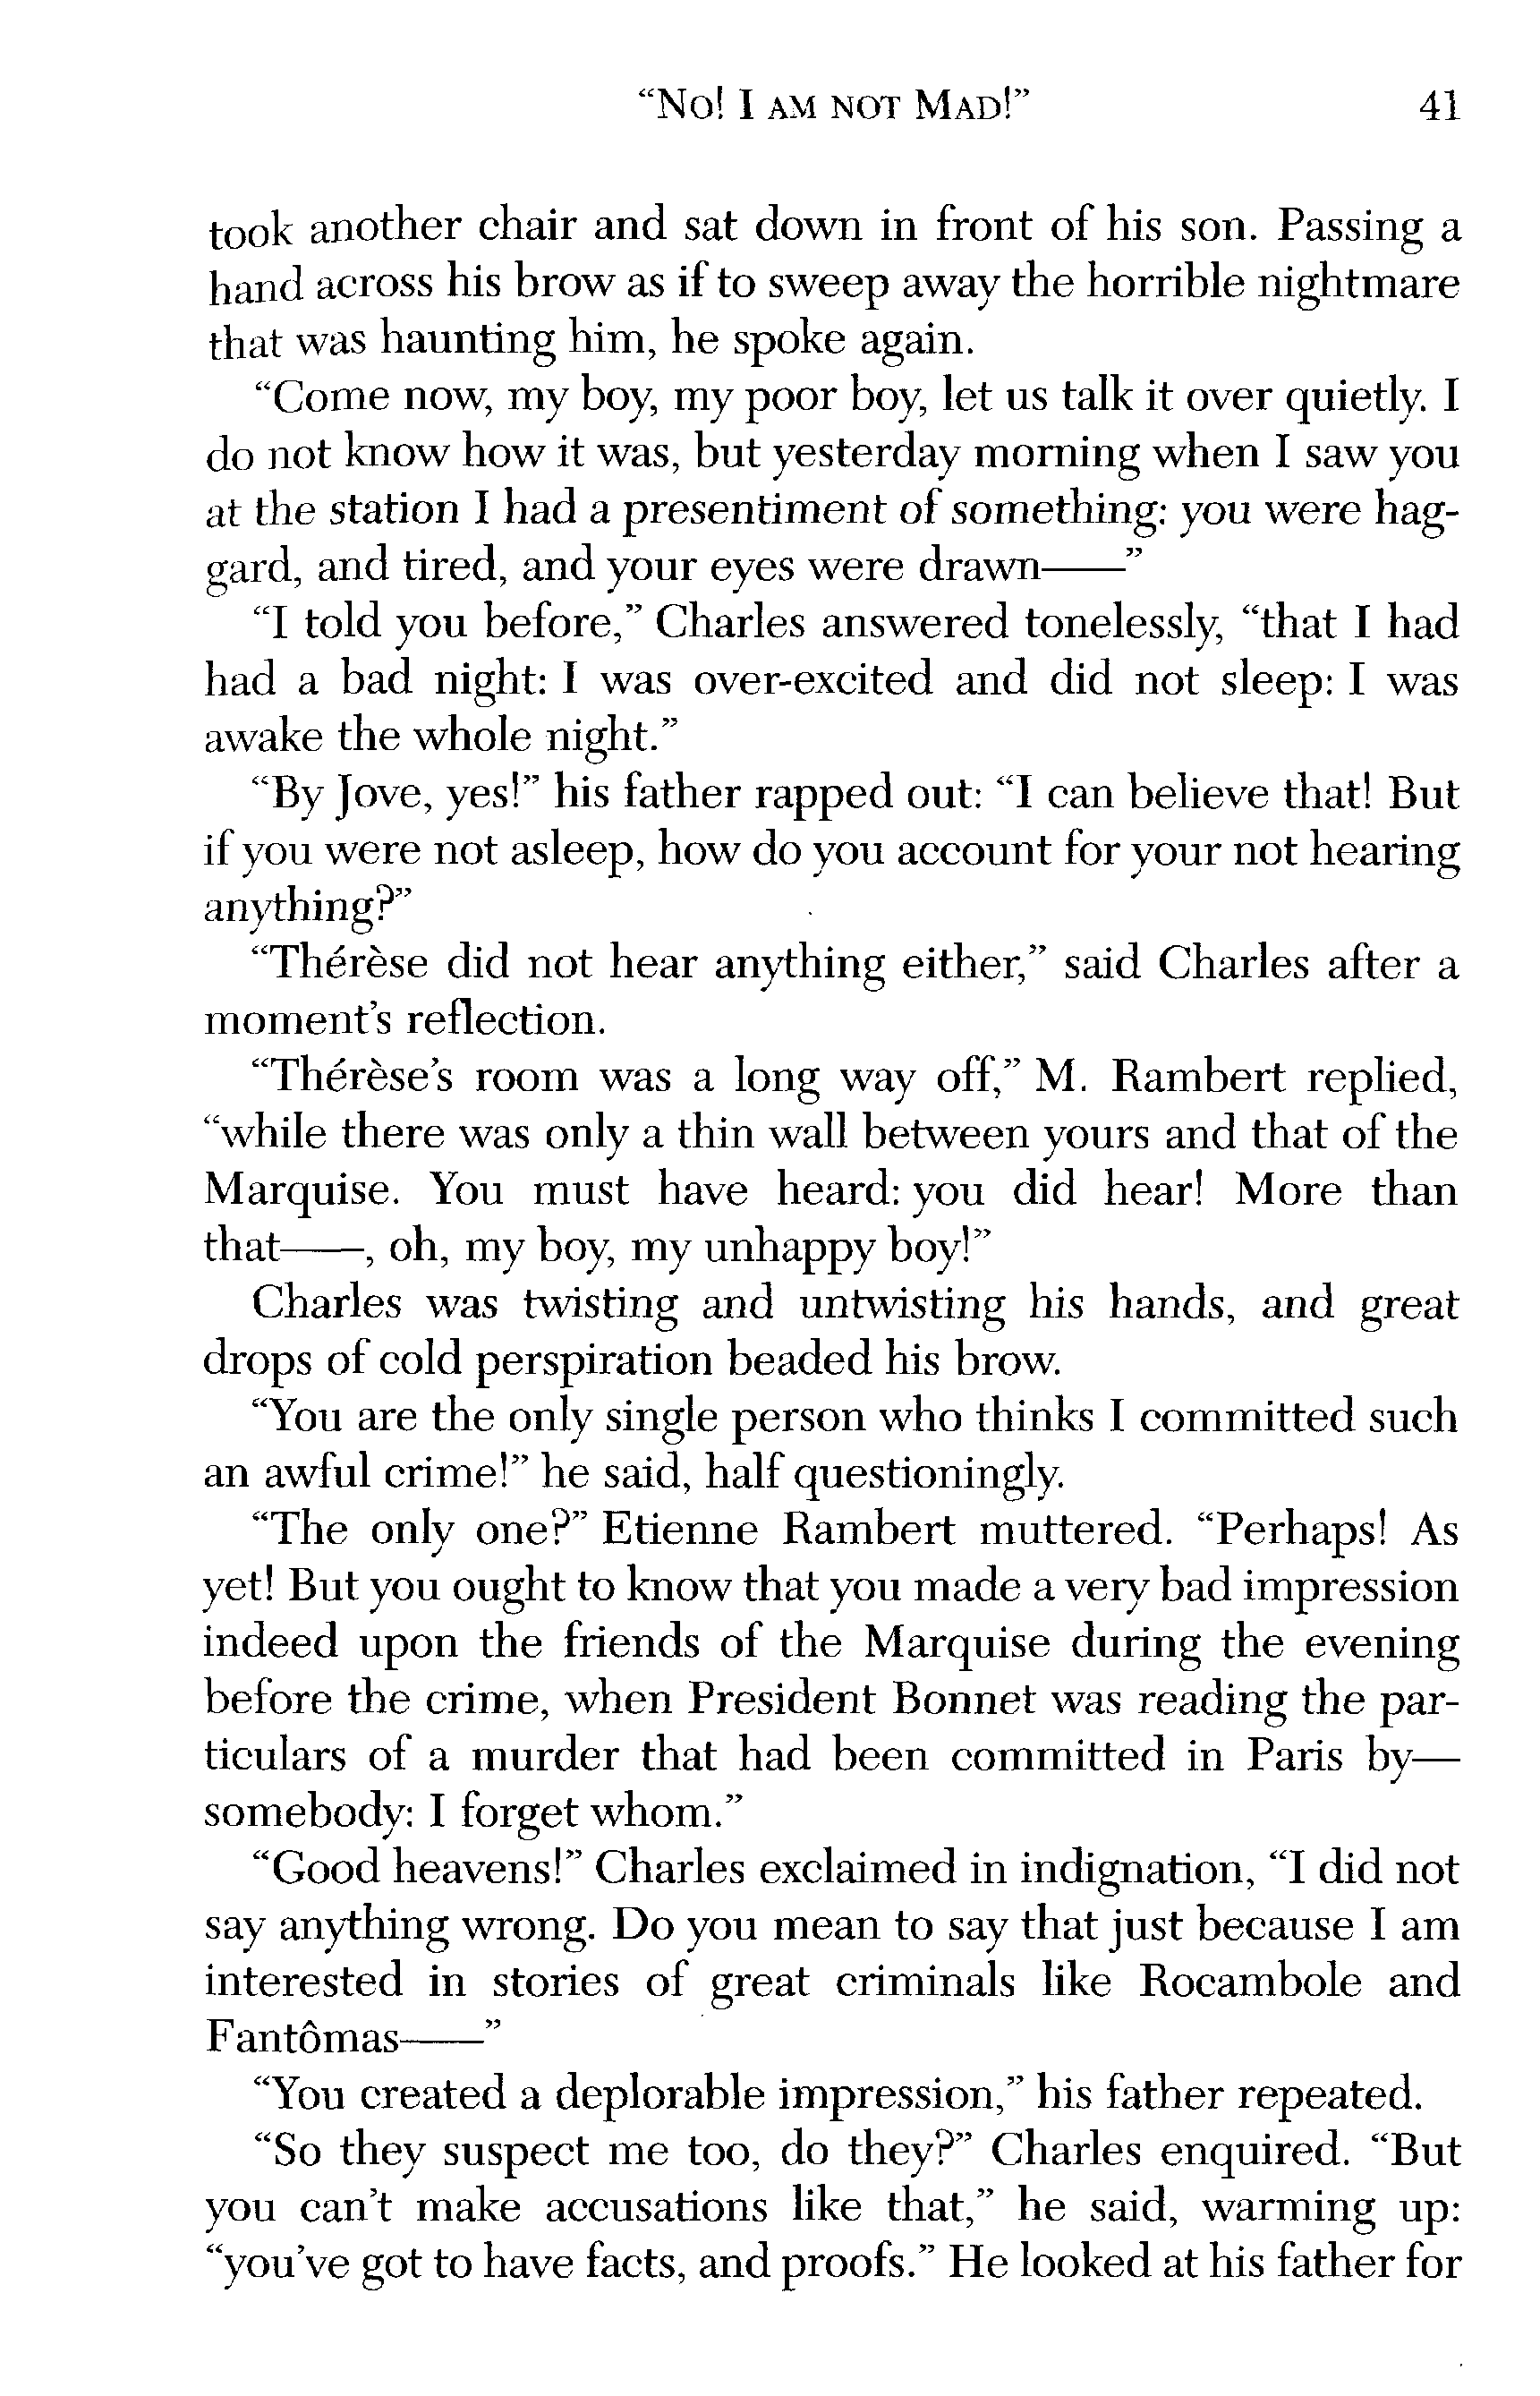 “No! I AM NOT MAD!” 41
took another chair and sat down in front of his son. Passing a
hand across his brow as if to sweep away the horrible nightmare
that was haunting him, he spoke again.
“Come now, my boy, my poor boy, let us talk it over quietly. I
do not know how it was, but yesterday morning when I saw you
at the station I had a presentiment of something: you were hag-
gard, and tired, and your eyes were drawn——”
“I told you before,” Charles answered tonelessly, “that I had
had a bad night: I was over-excited and did not sleep: I was
awake the whole night.”
“By Jove, yes!” his father rapped out: “I can believe that! But
if you were not asleep, how do you account for your not hearing
anything?”
“Thérèse did not hear anything either,” said Charles after a
moment’s reflection.
“Thérèse’s room was a long way off,” M. Rambert replied,
“while there was only a thin wall between yours and that of the
Marquise. You must have heard: you did hear! More than
that——, oh, my boy, my unhappy boy!”
Charles was twisting and untwisting his hands, and great
drops of cold perspiration beaded his brow.
“You are the only single person who thinks I committed such
an awful crime!” he said, half questioningly.
“The only one?” Etienne Rambert muttered. “Perhaps! As
yet! But you ought to know that you made a very bad impression
indeed upon the friends of the Marquise during the evening
before the crime, when President Bonnet was reading the par-
ticulars of a murder that had been committed in Paris by—
somebody: I forget whom.”
“Good heavens!” Charles exclaimed in indignation, “I did not
say anything wrong. Do you mean to say that just because I am
interested in stories of great criminals like Rocambole and
Fantômas——”
“You created a deplorable impression,” his father repeated.
“So they suspect me too, do they?” Charles enquired. “But
you can’t make accusations like that,” he said, warming up:
“you’ve got to have facts, and proofs.” He looked at his father for